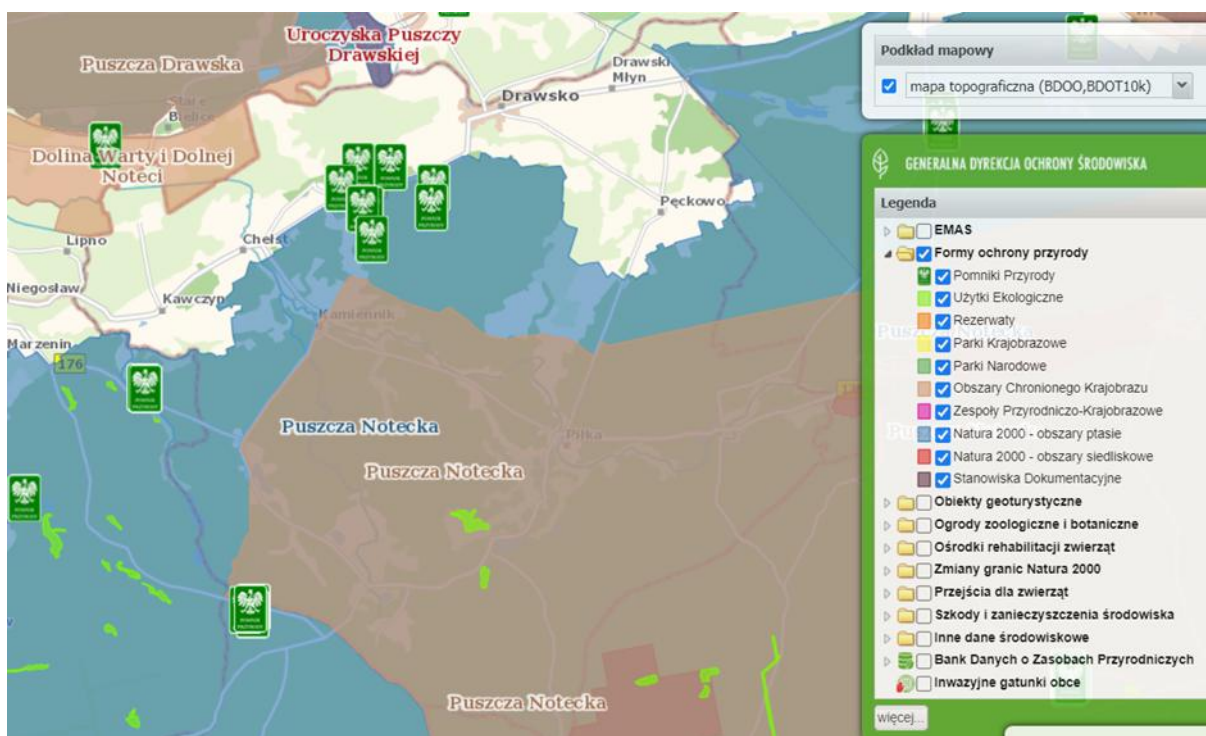 Uroczyska Puszczy
Drawskiej
Puszcza Drawska
Drawski
Młyn
Drawsko
Stare
Bielice
Dolina Warty i Dolnej
Noteci
Pęckowo
Lipno
Chełst
Niegosław
Kawczyn
Kamiennik
Marzenin
176
Puszcza Notecka
Piłka
Puszcza Notecka
Puszcza Notecka
Podkład mapowy
mapa topograficzna (BDOO,BDOT10k)
GENERALNA DYREKCJA OCHRONY ŚRODOWISKA
Legenda
EMAS
Formy ochrony przyrody
Pomniki Przyrody
Użytki Ekologiczne
Rezerwaty
Parki Krajobrazowe
Parki Narodowe
Obszary Chronionego Krajobrazu
Zespoły Przyrodniczo-Krajobrazowe
Natura 2000 - obszary ptasie
Natura 2000 - obszary siedliskowe
Stanowiska Dokumentacyjne
Obiekty geoturystyczne
Ogrody zoologiczne i botaniczne
Ośrodki rehabilitacji zwierząt
Zmiany granic Natura 2000
Przejścia dla zwierząt
Szkody i zanieczyszczenia środowiska
Inne dane środowiskowe
Bank Danych o Zasobach Przyrodniczych
Inwazyjne gatunki obce
więcej...